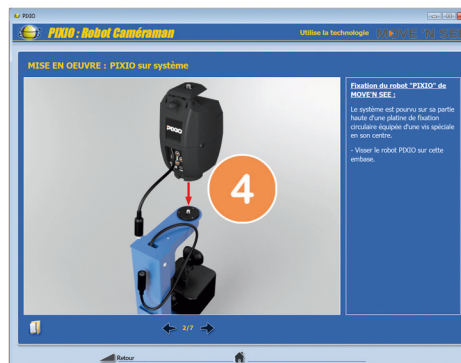 PIXIO
PIXIO : Robot Caméraman
Utilise la technologie MOVE 'N SEE
MISE EN OEUVRE : PIXIO sur système
PIXIO
4
Fixation du robot "PIXIO" de
MOVE'N SEE :
Le système est pourvu sur sa partie
haute d'une platine de fixation
circulaire équipée d'une vis spéciale
en son centre.
- Visser le robot PIXIO sur cette
embase.
2/7
Retour